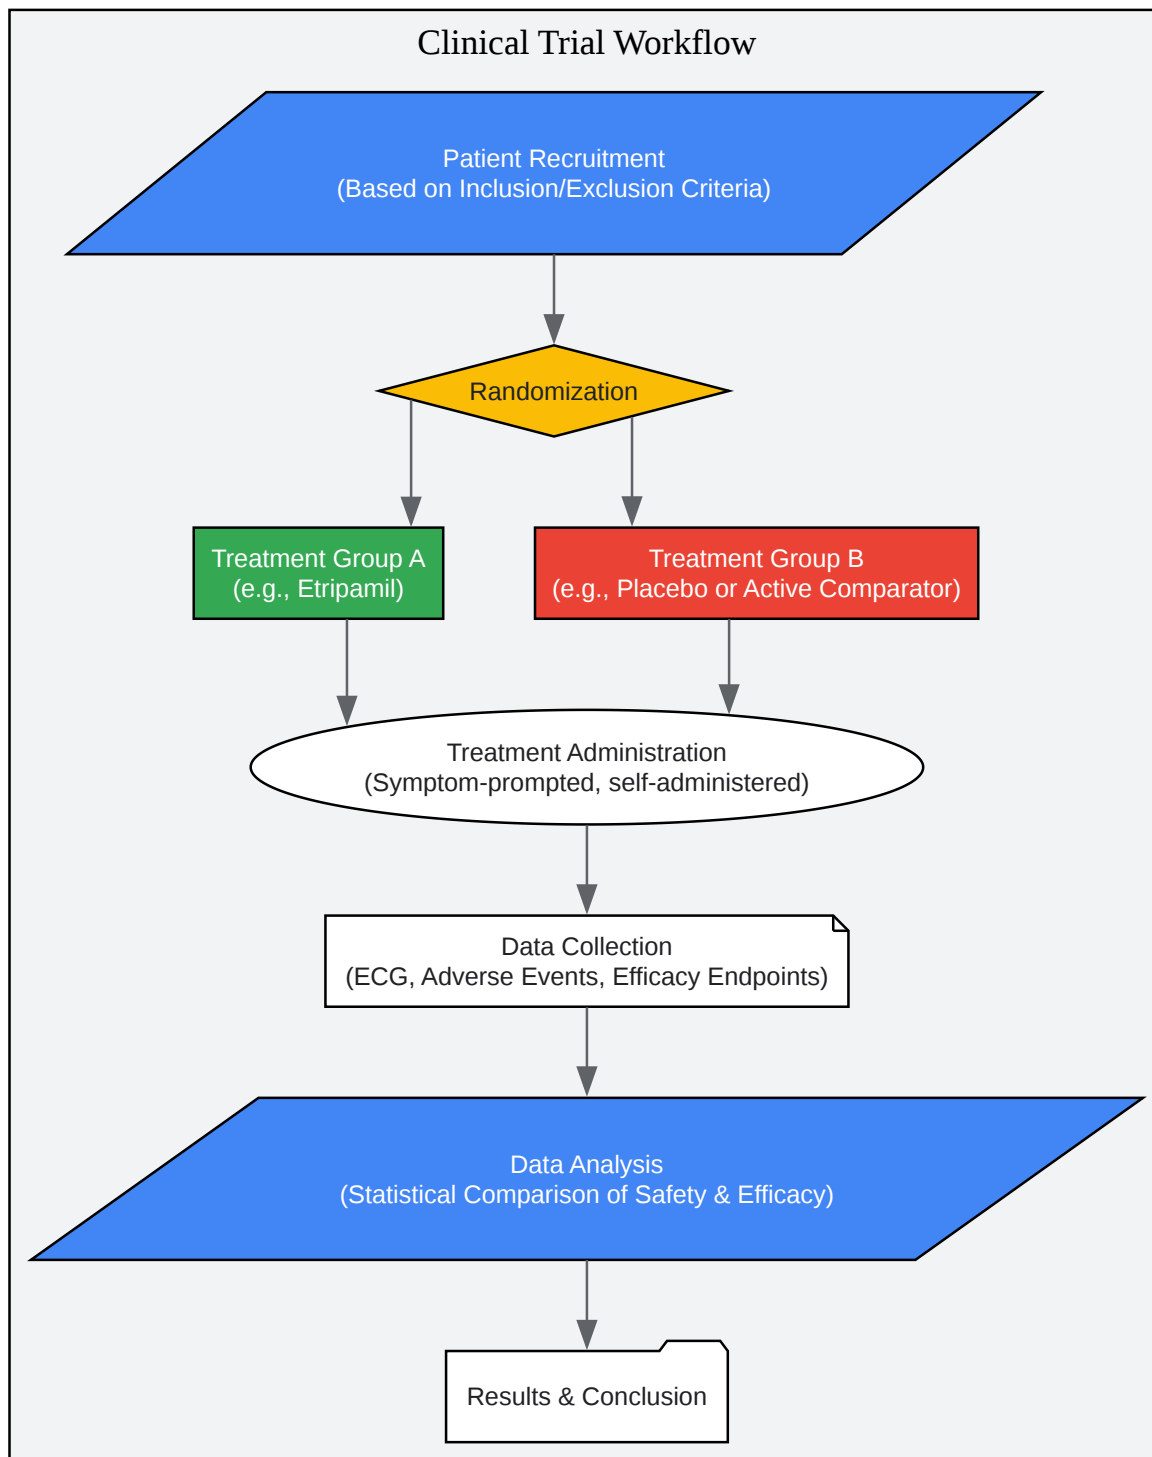 Clinical Trial Workflow
Patient Recruitment
(Based on Inclusion/Exclusion Criteria)
Randomization
Treatment Group A
(e.g., Etripamil)
Treatment Group B
(e.g., Placebo or Active Comparator)
Treatment Administration
(Symptom-prompted, self-administered)
Data Collection
(ECG, Adverse Events, Efficacy Endpoints)
Data Analysis
(Statistical Comparison of Safety & Efficacy)
Results & Conclusion